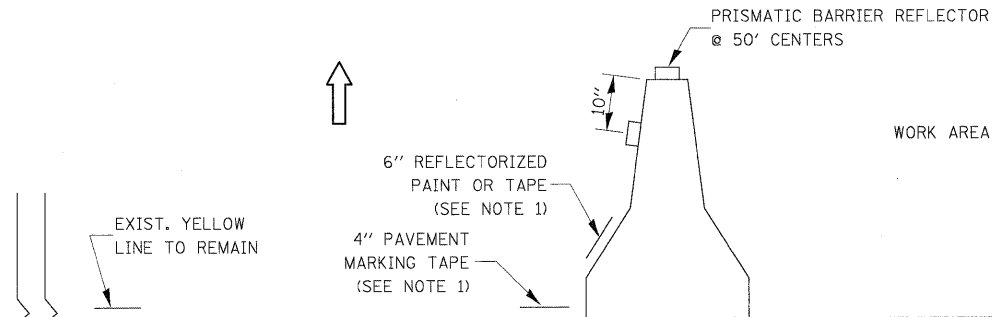 PRISMATIC BARRIER REFLECTOR
@ 50' CENTERS
10"
WORK AREA
6" REFLECTORIZED
PAINT OR TAPE
(SEE NOTE 1)
EXIST. YELLOW
LINE TO REMAIN
4" PAVEMENT
MARKING TAPE
(SEE NOTE 1)